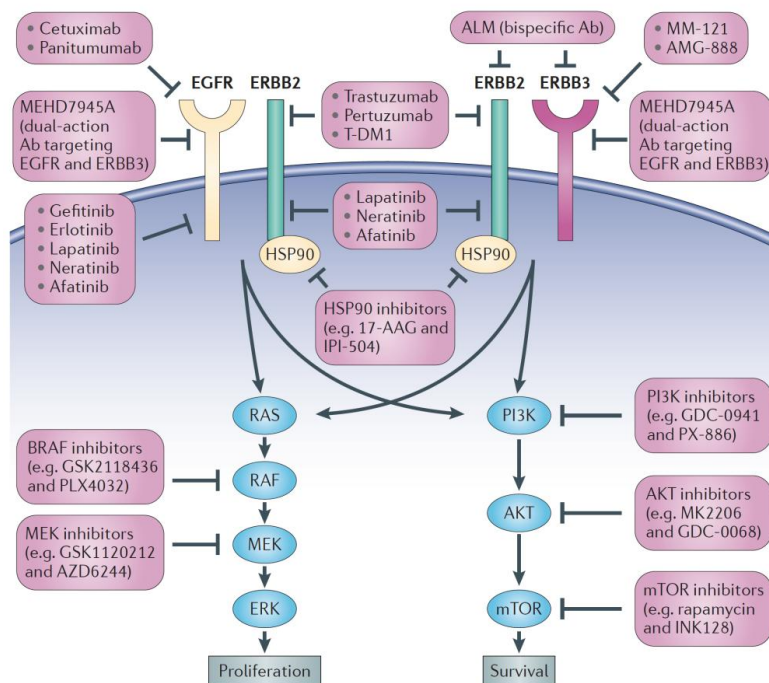 • Cetuximab
• Panitumumab
ALM (bispecific Ab)
• MM-121
• AMG-888
EGFR
ERBB2
ERBB2
ERBB3
MEHD7945A
(dual-action
Ab targeting
EGFR and ERBB3)
• Trastuzumab
• Pertuzumab
• T-DM1
MEHD7945A
(dual-action
Ab targeting
EGFR and ERBB3)
• Gefitinib
• Erlotinib
• Lapatinib
• Neratinib
• Afatinib
• Lapatinib
• Neratinib
• Afatinib
HSP90
HSP90
HSP90 inhibitors
(e.g. 17-AAG and
IPI-504)
RAS
PI3K
PI3K inhibitors
(e.g. GDC-0941
and PX-886)
BRAF inhibitors
(e.g. GSK2118436
and PLX4032)
RAF
AKT
AKT inhibitors
(e.g. MK2206
and GDC-0068)
MEK inhibitors
(e.g. GSK1120212
and AZD6244)
MEK
ERK
mTOR
mTOR inhibitors
(e.g. rapamycin
and INK128)
Proliferation
Survival